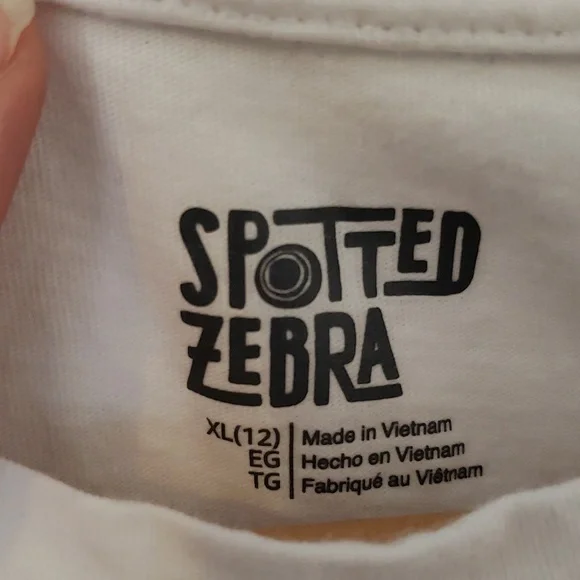 SPOTTED
ZEBRA
XL(12) | Made in Vietnam
EG | Hecho en Vietnam
TG | Fabriqué au Viêtnam